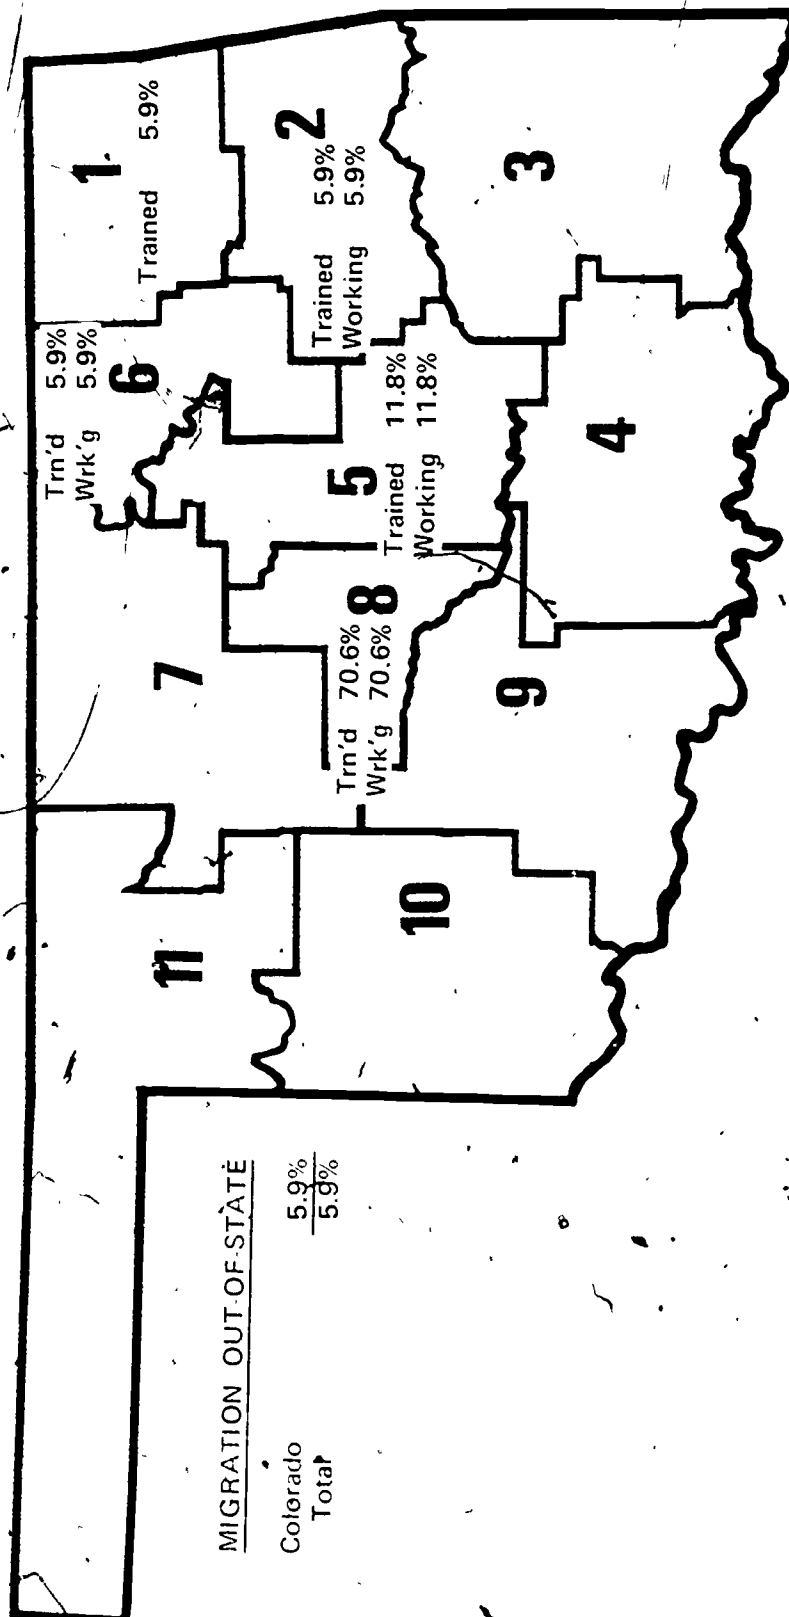 Trn'd 5.9%
Wrk'g 5.9%
6
1
Trained 5.9%
11
7
2
Trained 5.9%
Working 5.9%
5
Trained 11.8%
Working 11.8%
8
Trn'd 70.6%
Wrk'g 70.6%
10
9
4
3
MIGRATION OUT-OF-STATE
Colorado 5.9%
Total 5.9%